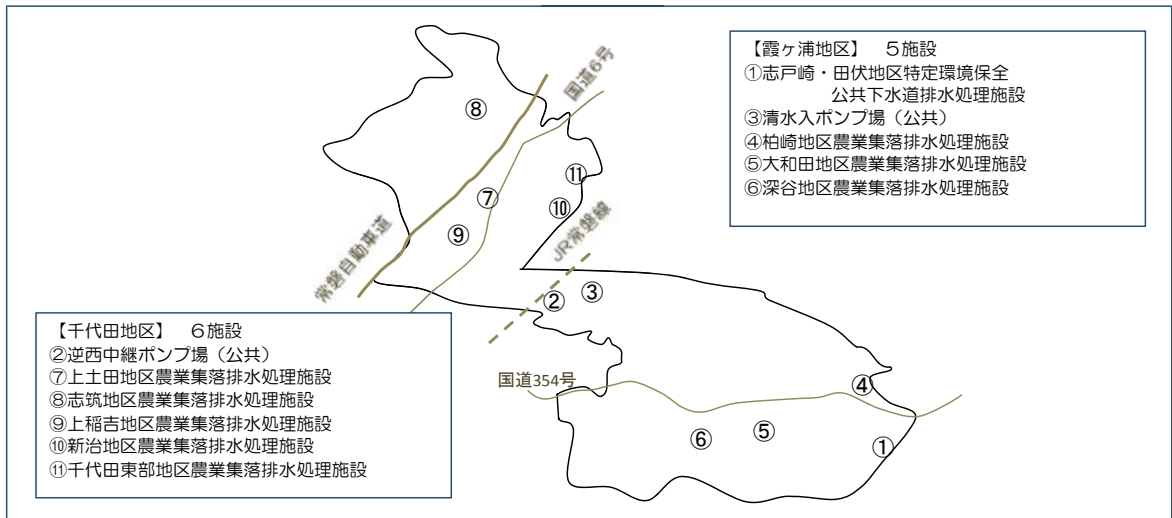 【霞ヶ浦地区】 5施設
①志戸崎・田伏地区特定環境保全
公共下水道排水処理施設
③清水入ポンプ場（公共）
④柏崎地区農業集落排水処理施設
⑤大和田地区農業集落排水処理施設
⑥深谷地区農業集落排水処理施設
国道6号
⑧
⑪
⑦
⑩
⑨
JR常磐線
常磐自動車道
③
②
【千代田地区】 6施設
②逆西中継ポンプ場（公共）
⑦上土田地区農業集落排水処理施設
⑧志筑地区農業集落排水処理施設
⑨上稲吉地区農業集落排水処理施設
⑩新治地区農業集落排水処理施設
⑪千代田東部地区農業集落排水処理施設
国道354号
④
⑤
⑥
①